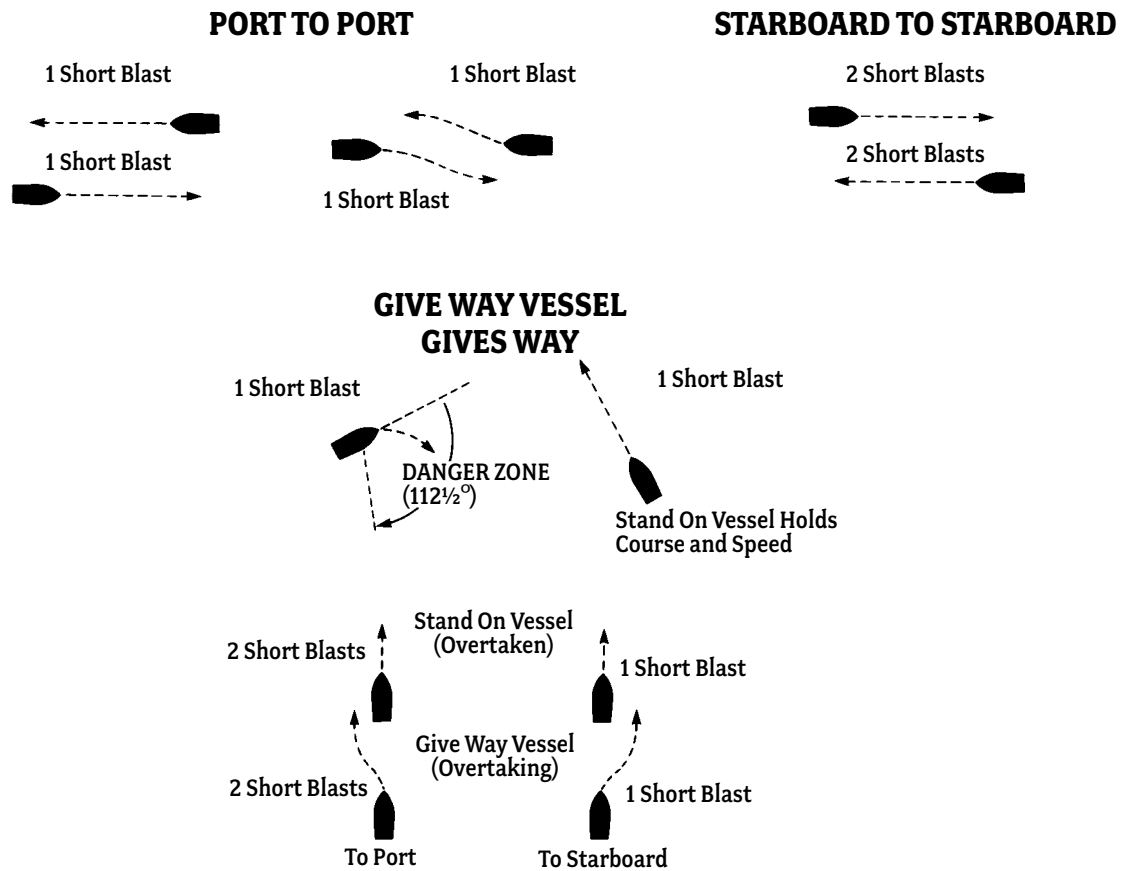 PORT TO PORT
STARBOARD TO STARBOARD
1 Short Blast
1 Short Blast
2 Short Blasts
1 Short Blast
1 Short Blast
2 Short Blasts
GIVE WAY VESSEL
GIVES WAY
1 Short Blast
1 Short Blast
DANGER ZONE
(112½°)
Stand On Vessel Holds
Course and Speed
Stand On Vessel
(Overtaken)
2 Short Blasts
1 Short Blast
Give Way Vessel
(Overtaking)
2 Short Blasts
1 Short Blast
To Port
To Starboard